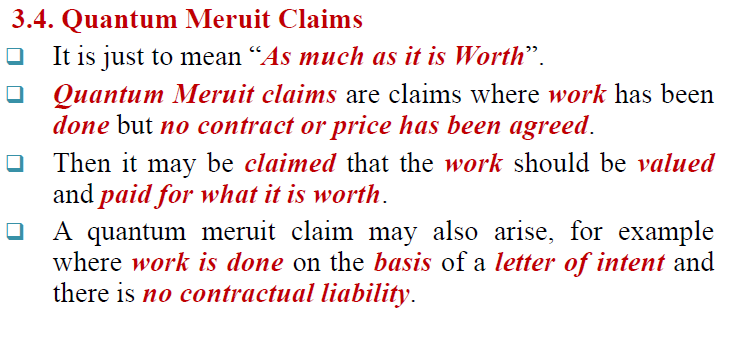 3.4. Quantum Meruit Claims
❑ It is just to mean “As much as it is Worth”.
❑ Quantum Meruit claims are claims where work has been
done but no contract or price has been agreed.
❑ Then it may be claimed that the work should be valued
and paid for what it is worth.
❑ A quantum meruit claim may also arise, for example
where work is done on the basis of a letter of intent and
there is no contractual liability.